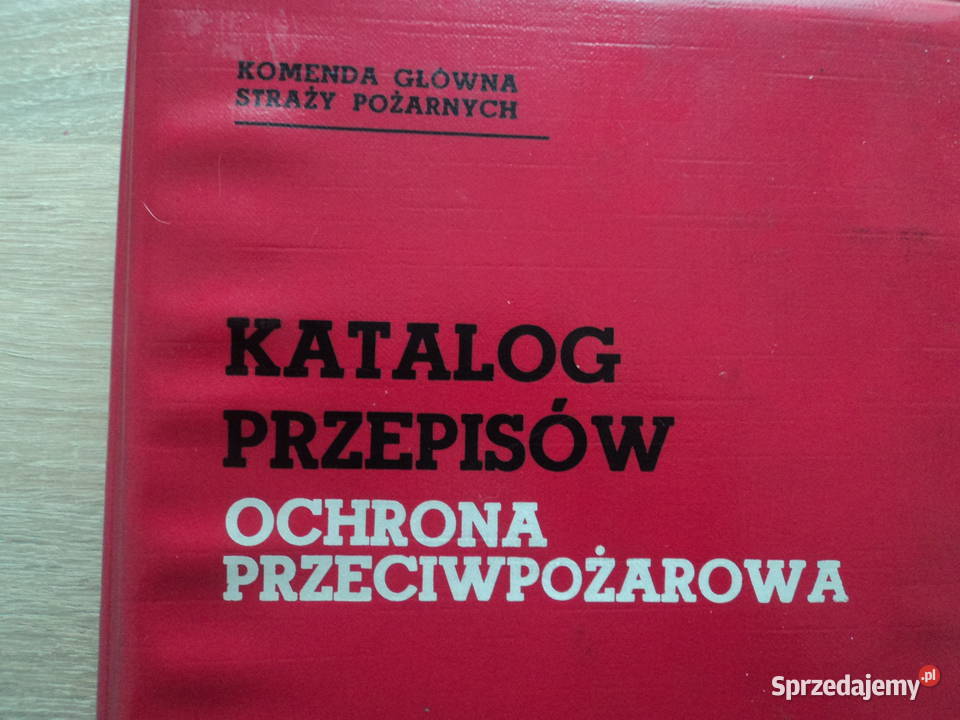 KOMENDA GŁÓWNA
STRAŻY POŻARNYCH
KATALOG
PRZEPISÓW
OCHRONA
PRZECIWPOŻAROWA
Sprzedajemy.pl